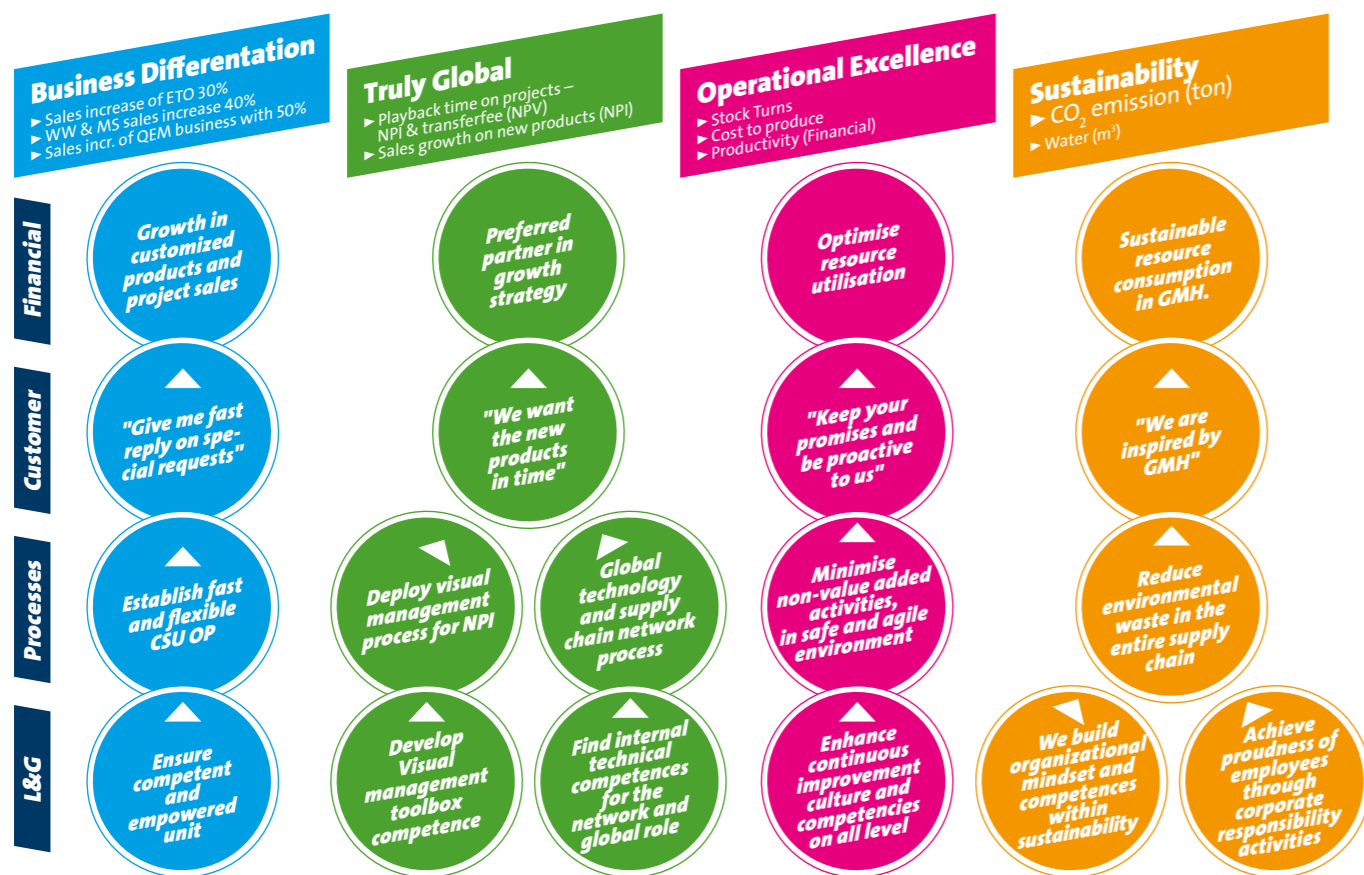 Business Differentation
► Sales increase of ETO 30%
► WW & MS sales increase 40%
► Sales incr. of QEM business with 50%
Truly Global
► Playback time on projects –
NPI & transferfee (NPV)
► Sales growth on new products (NPI)
Operational Excellence
► Stock Turns
► Cost to produce
► Productivity (Financial)
Sustainability
► CO₂ emission (ton)
► Water (m³)
Financial
Growth in
customized
products and
project sales
Preferred
partner in
growth
strategy
Optimise
resource
utilisation
Sustainable
resource
consumption
in GMH.
Customer
"Give me fast
reply on spe-
cial requests"
"We want
the new
products
in time"
"Keep your
promises and
be proactive
to us"
"We are
inspired by
GMH"
Processes
Establish fast
and flexible
CSU OP
Deploy visual
management
process for NPI
Global
technology
and supply
chain network
process
Minimise
non-value added
activities,
in safe and agile
environment
Reduce
environmental
waste in the
entire supply
chain
L&G
Ensure
competent
and
empowered
unit
Develop
Visual
management
toolbox
competence
Find internal
technical
competences
for the
network and
global role
Enhance
continuous
improvement
culture and
competencies
on all level
We build
organizational
mindset and
competences
within
sustainability
Achieve
proudness of
employees
through
corporate
responsibility
activities